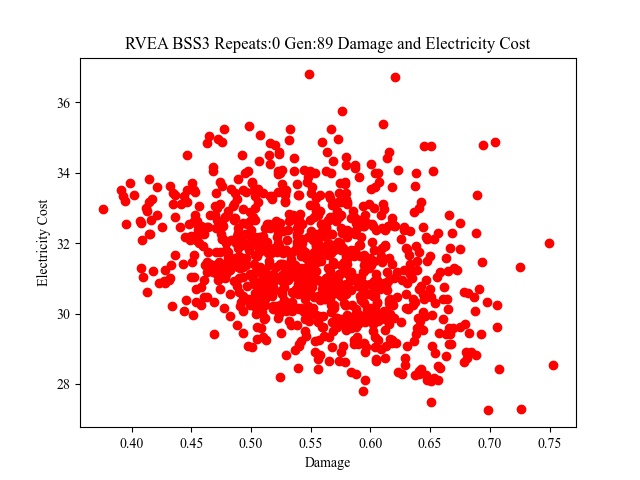 RVEA BSS3 Repeats:0 Gen:89 Damage and Electricity Cost
Electricity Cost
36
34
32
30
28
0.40 0.45 0.50 0.55 0.60 0.65 0.70 0.75
Damage